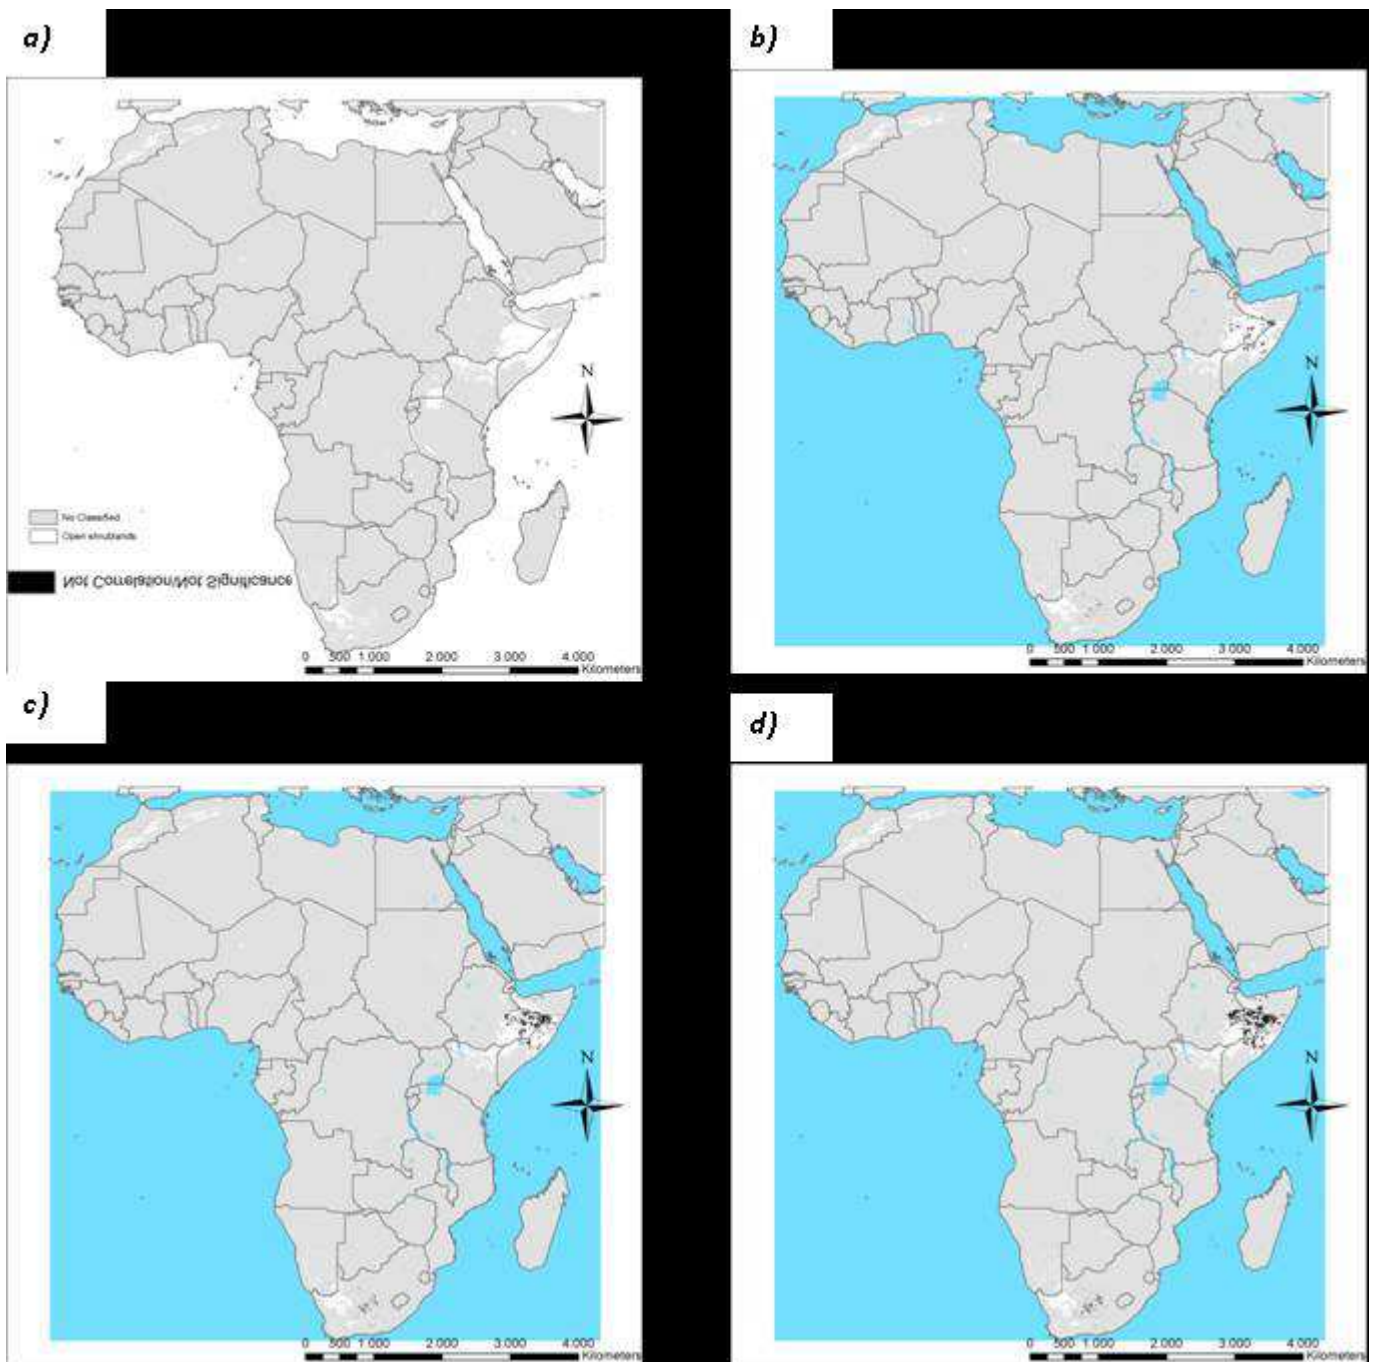 a)
N
No Classified
Open shrublands
Not Correlation/Not Significance
0 500 1 000 2 000 3 000 4 000
Kilometers
b)
N
0 500 1 000 2 000 3 000 4 000
Kilometers
c)
N
0 500 1 000 2 000 3 000 4 000
Kilometers
d)
N
0 500 1 000 2 000 3 000 4 000
Kilometers